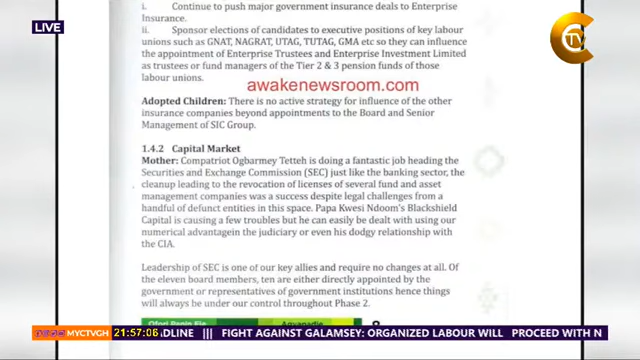 LIVE
CTV
i. Continue to push major government insurance deals to Enterprise
Insurance.
ii. Sponsor elections of candidates to executive positions of key labour
unions such as GNAT, NAGRAT, UTAG, TUTAG, GMA etc so they can influence
the appointment of Enterprise Trustees and Enterprise Investment Limited
as trustees or fund managers of the Tier 2 & 3 pension funds of those
labour unions.
awakenewsroom.com
Adopted Children: There is no active strategy for influence of the other
insurance companies beyond appointments to the Board and Senior
Management of SIC Group.
1.4.2 Capital Market
Mother: Compatriot Ogbarmey Tetteh is doing a fantastic job heading the
Securities and Exchange Commission (SEC) just like the banking sector, the
cleanup leading to the revocation of licenses of several fund and asset
management companies was a success despite legal challenges from a
handful of defunct entities in this space. Papa Kwesi Ndoom's Blackshield
Capital is causing a few troubles but he can easily be dealt with using our
numerical advantagein the judiciary or even his dodgy relationship with
the CIA.
Leadership of SEC is one of our key allies and require no changes at all. Of
the eleven board members, ten are either directly appointed by the
government or representatives of government institutions hence things
will always be under our control throughout Phase 2.
Ofori Panin Fie Agyapadie
MYCTVGH 21:57:06 ADLINE ||| FIGHT AGAINST GALAMSEY: ORGANIZED LABOUR WILL PROCEED WITH N